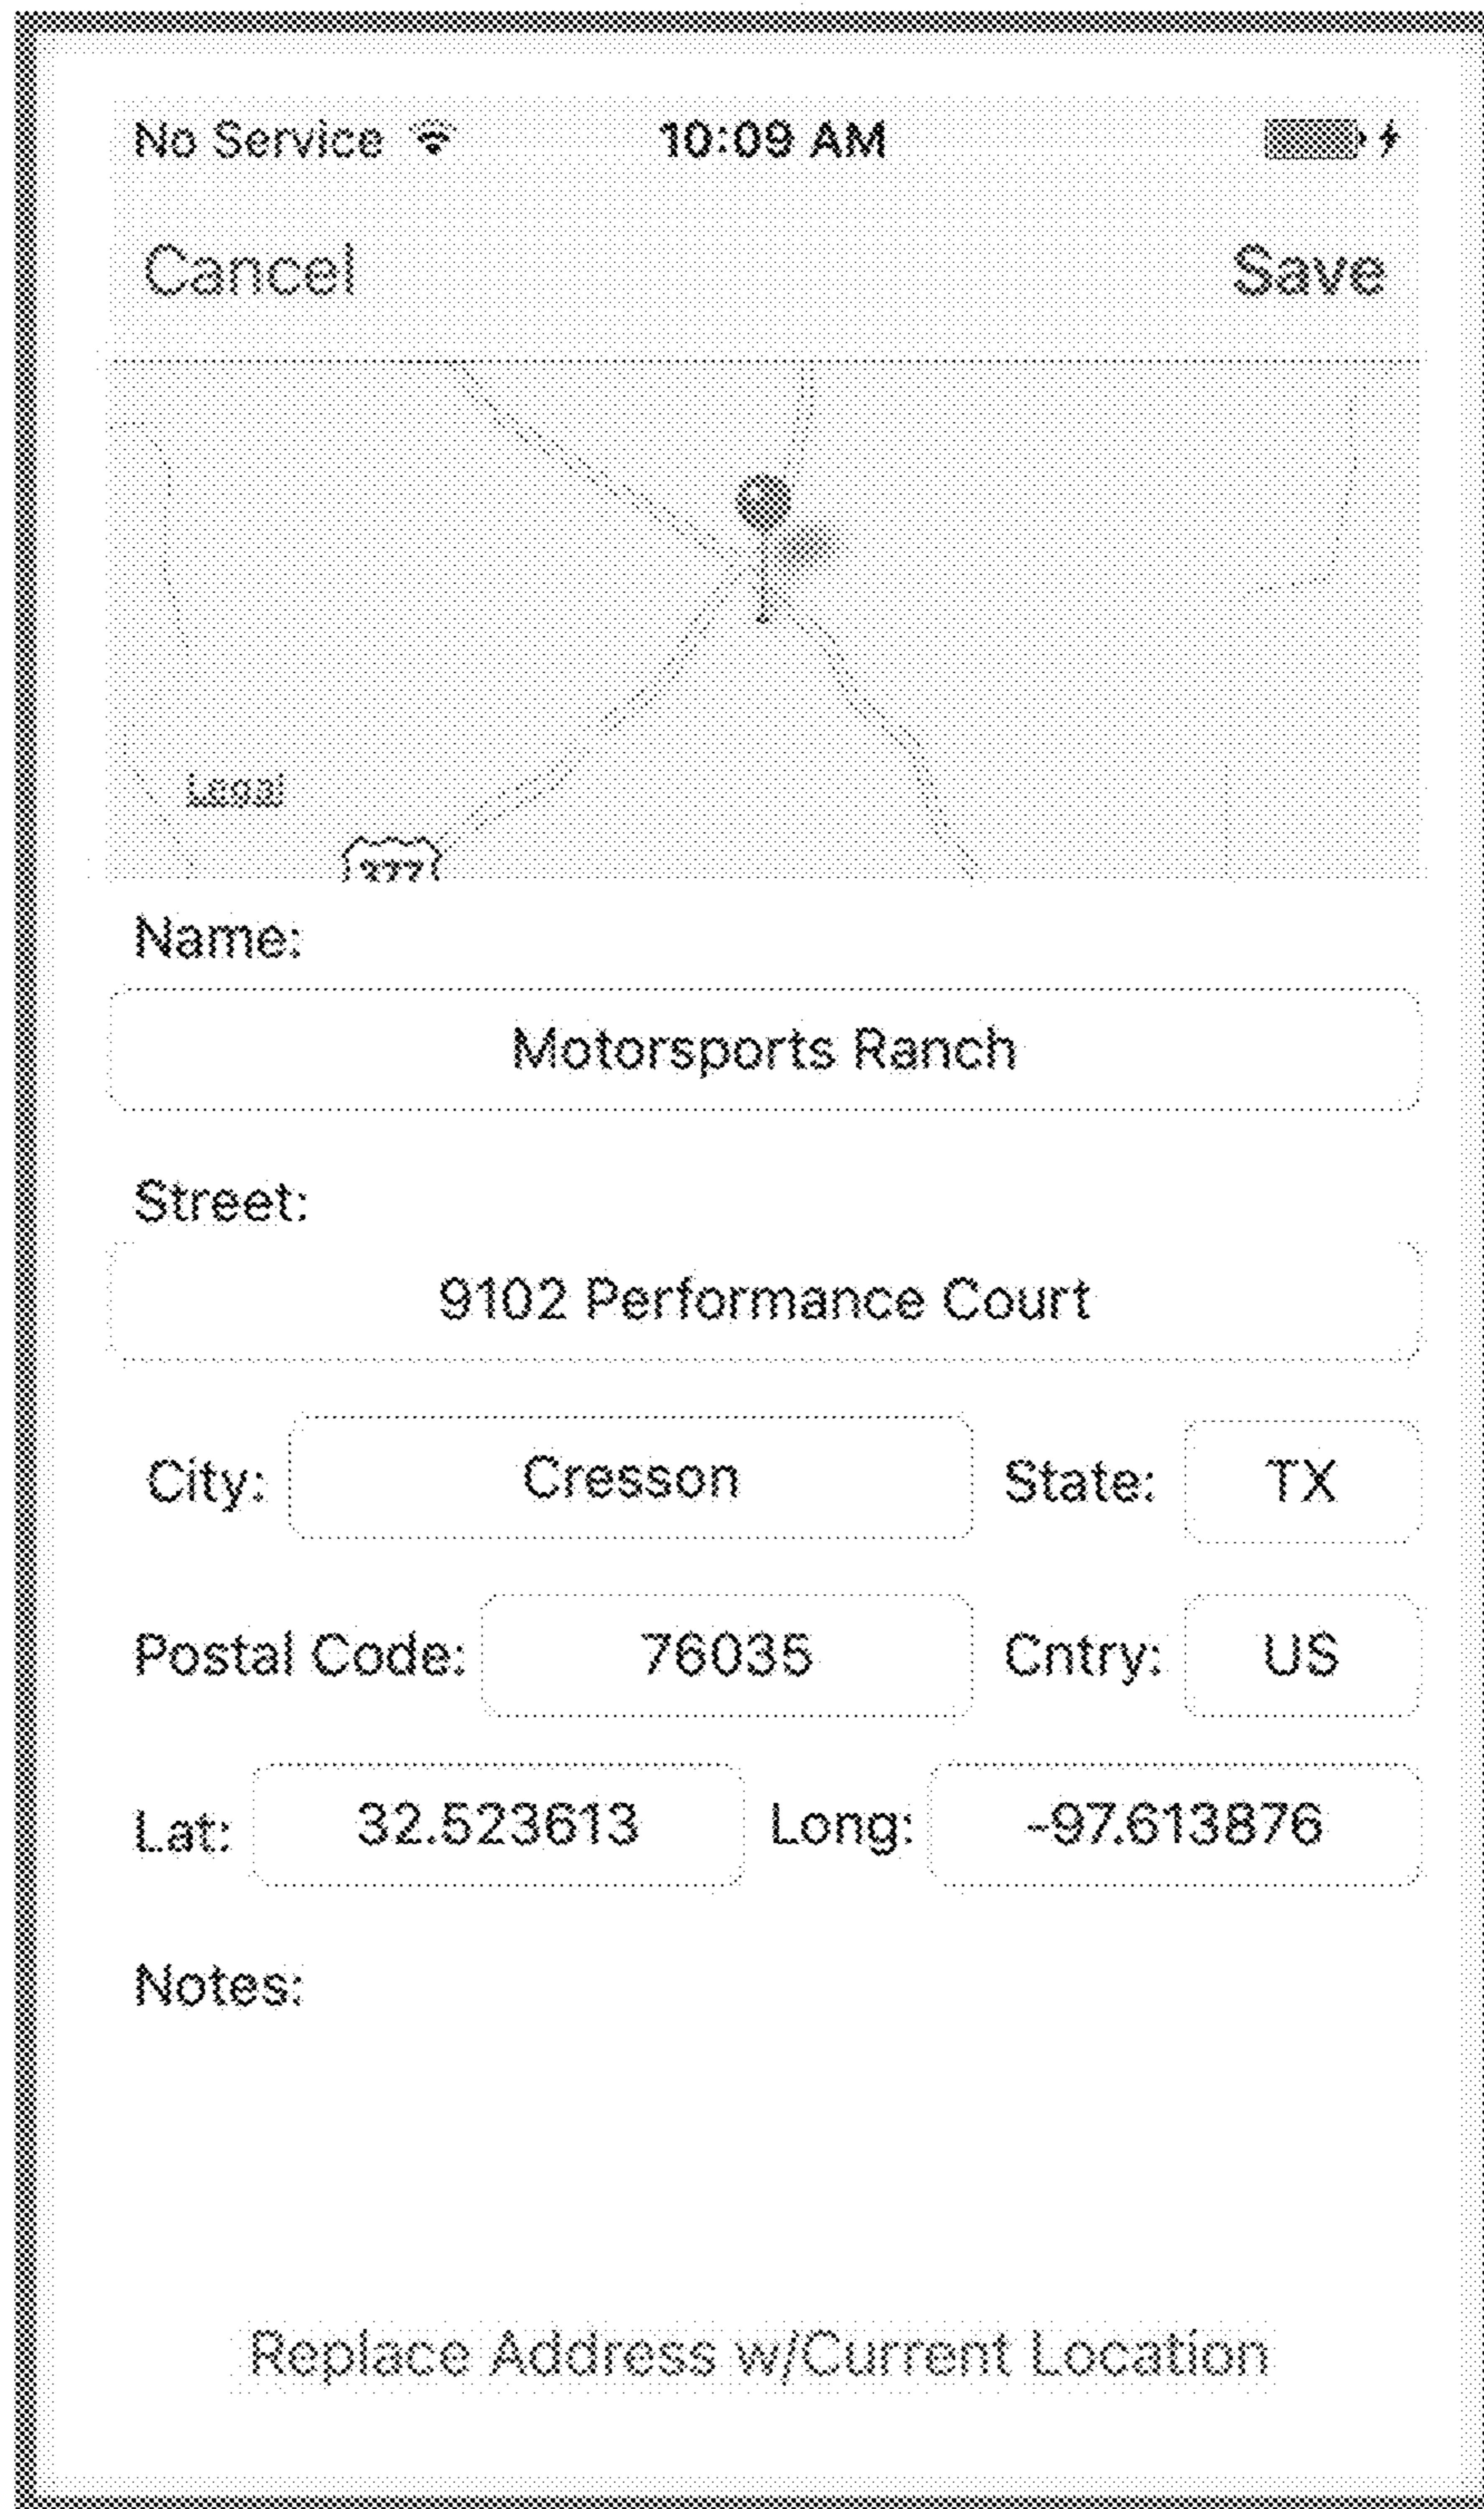 No Service 10:09 AM
Cancel Save
Legal
377
Name:
Motorsports Ranch
Street:
9102 Performance Court
City: Cresson State: TX
Postal Code: 76035 Cntry: US
Lat: 32.523613 Long: -97.613876
Notes:
Replace Address w/Current Location